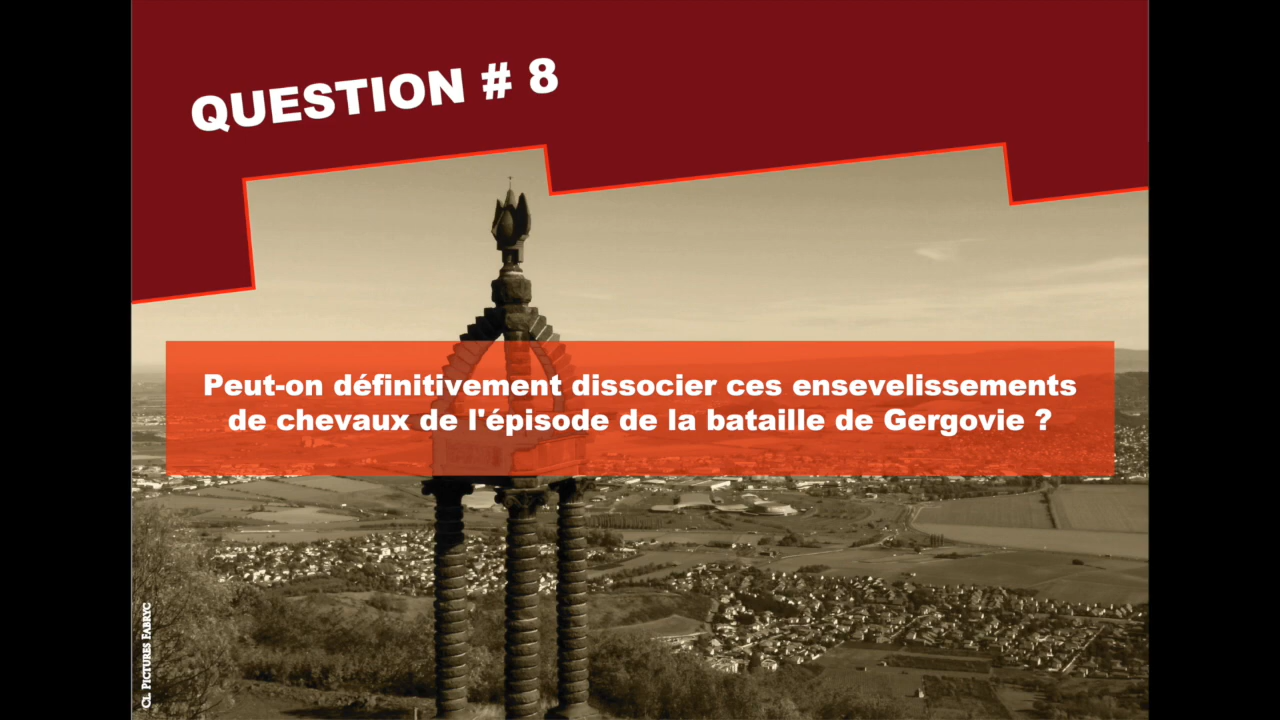 QUESTION # 8
Peut-on définitivement dissocier ces ensevelissements
de chevaux de l'épisode de la bataille de Gergovie ?
CL. PICTURES FABRYC